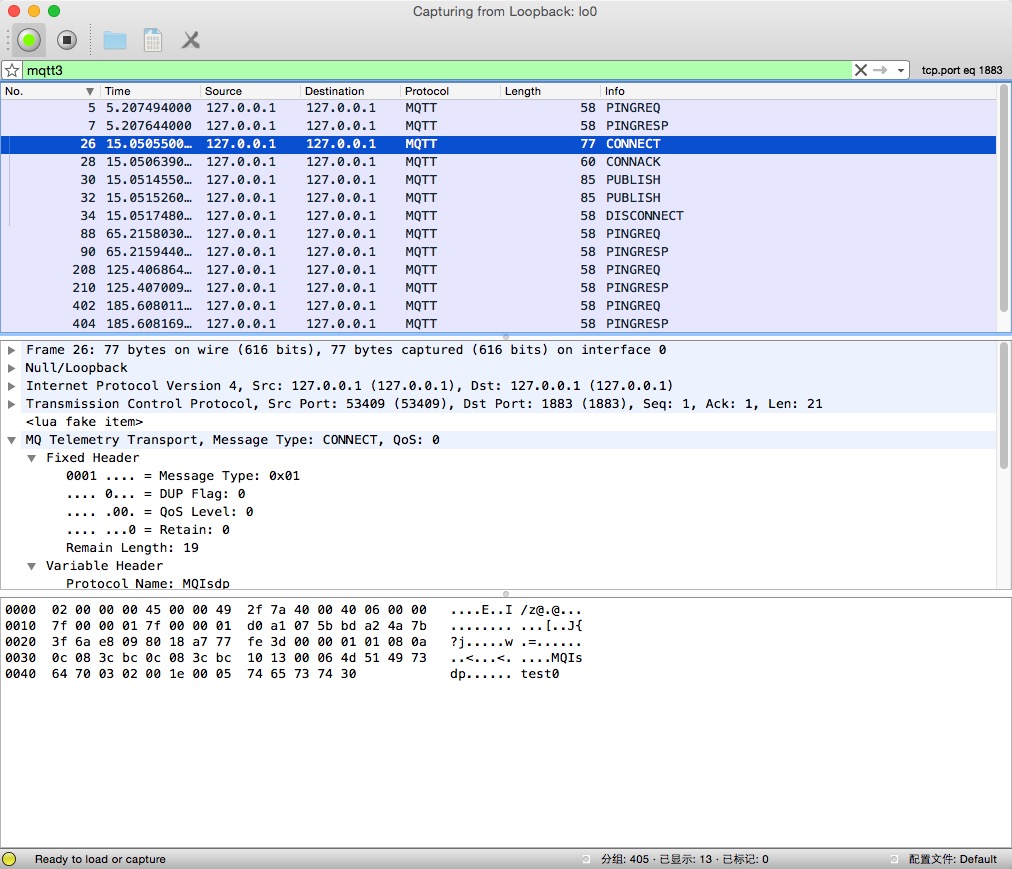 Capturing from Loopback: lo0
mqtt3 tcp.port eq 1883
No. Time Source Destination Protocol Length Info
5 5.207494000 127.0.0.1 127.0.0.1 MQTT 58 PINGREQ
7 5.207644000 127.0.0.1 127.0.0.1 MQTT 58 PINGRESP
26 15.0505500… 127.0.0.1 127.0.0.1 MQTT 77 CONNECT
28 15.0506390… 127.0.0.1 127.0.0.1 MQTT 60 CONNACK
30 15.0514550… 127.0.0.1 127.0.0.1 MQTT 85 PUBLISH
32 15.0515260… 127.0.0.1 127.0.0.1 MQTT 85 PUBLISH
34 15.0517480… 127.0.0.1 127.0.0.1 MQTT 58 DISCONNECT
88 65.2158030… 127.0.0.1 127.0.0.1 MQTT 58 PINGREQ
90 65.2159440… 127.0.0.1 127.0.0.1 MQTT 58 PINGRESP
208 125.406864… 127.0.0.1 127.0.0.1 MQTT 58 PINGREQ
210 125.407009… 127.0.0.1 127.0.0.1 MQTT 58 PINGRESP
402 185.608011… 127.0.0.1 127.0.0.1 MQTT 58 PINGREQ
404 185.608169… 127.0.0.1 127.0.0.1 MQTT 58 PINGRESP
Frame 26: 77 bytes on wire (616 bits), 77 bytes captured (616 bits) on interface 0
Null/Loopback
Internet Protocol Version 4, Src: 127.0.0.1 (127.0.0.1), Dst: 127.0.0.1 (127.0.0.1)
Transmission Control Protocol, Src Port: 53409 (53409), Dst Port: 1883 (1883), Seq: 1, Ack: 1, Len: 21
<lua fake item>
MQ Telemetry Transport, Message Type: CONNECT, QoS: 0
Fixed Header
0001 .... = Message Type: 0x01
.... 0... = DUP Flag: 0
.... .00. = QoS Level: 0
.... ...0 = Retain: 0
Remain Length: 19
Variable Header
Protocol Name: MQIsdp
0000 02 00 00 00 45 00 00 49 2f 7a 40 00 40 06 00 00 ....E..I /z@.@...
0010 7f 00 00 01 7f 00 00 01 d0 a1 07 5b bd a2 4a 7b ........ ...[..J{
0020 3f 6a e8 09 80 18 a7 77 fe 3d 00 00 01 01 08 0a ?j.....w .=......
0030 0c 08 3c bc 0c 08 3c bc 10 13 00 06 4d 51 49 73 ..<...<. ....MQIs
0040 64 70 03 02 00 1e 00 05 74 65 73 74 30 dp...... test0
Ready to load or capture 分组: 405 · 已显示: 13 · 已标记: 0 配置文件: Default